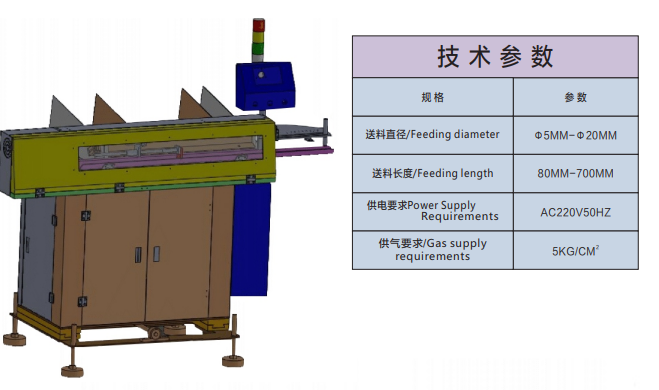 技术参数
规格 参数
送料直径/Feeding diameter Φ5MM-Φ20MM
送料长度/Feeding length 80MM-700MM
供电要求Power Supply
Requirements AC220V50HZ
供气要求/Gas supply
requirements 5KG/CM²